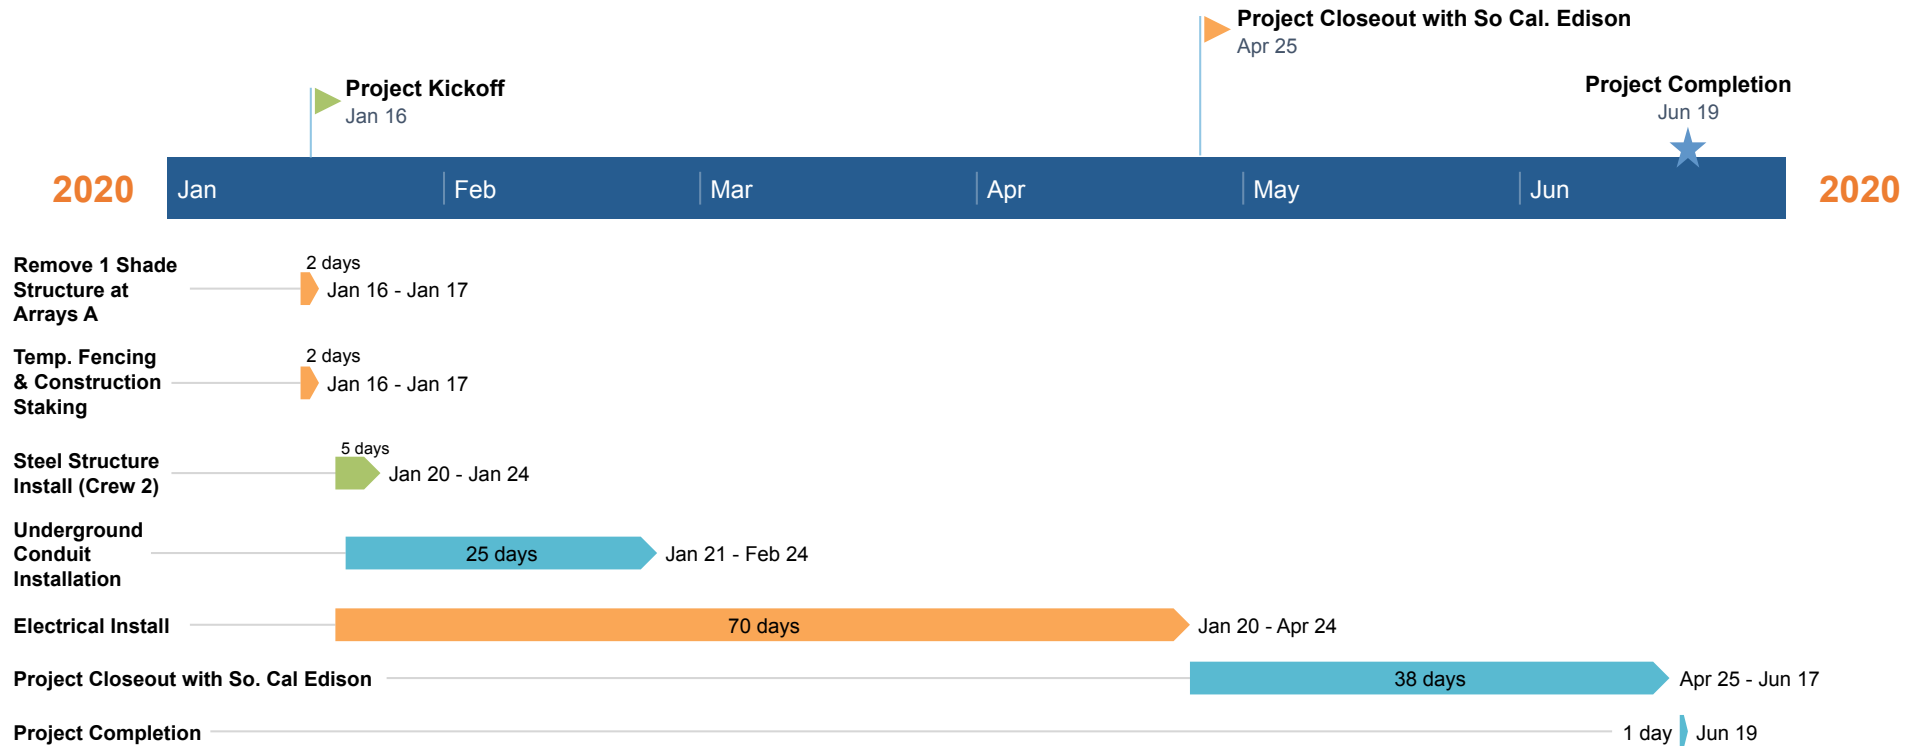 Project Closeout with So Cal. Edison
Apr 25
Project Kickoff
Jan 16
Project Completion
Jun 19
2020
Jan
Feb
Mar
Apr
May
Jun
2020
Remove 1 Shade
Structure at
Arrays A
2 days
Jan 16 - Jan 17
Temp. Fencing
& Construction
Staking
2 days
Jan 16 - Jan 17
Steel Structure
Install (Crew 2)
5 days
Jan 20 - Jan 24
Underground
Conduit
Installation
25 days
Jan 21 - Feb 24
Electrical Install
70 days
Jan 20 - Apr 24
Project Closeout with So. Cal Edison
38 days
Apr 25 - Jun 17
Project Completion
1 day
Jun 19